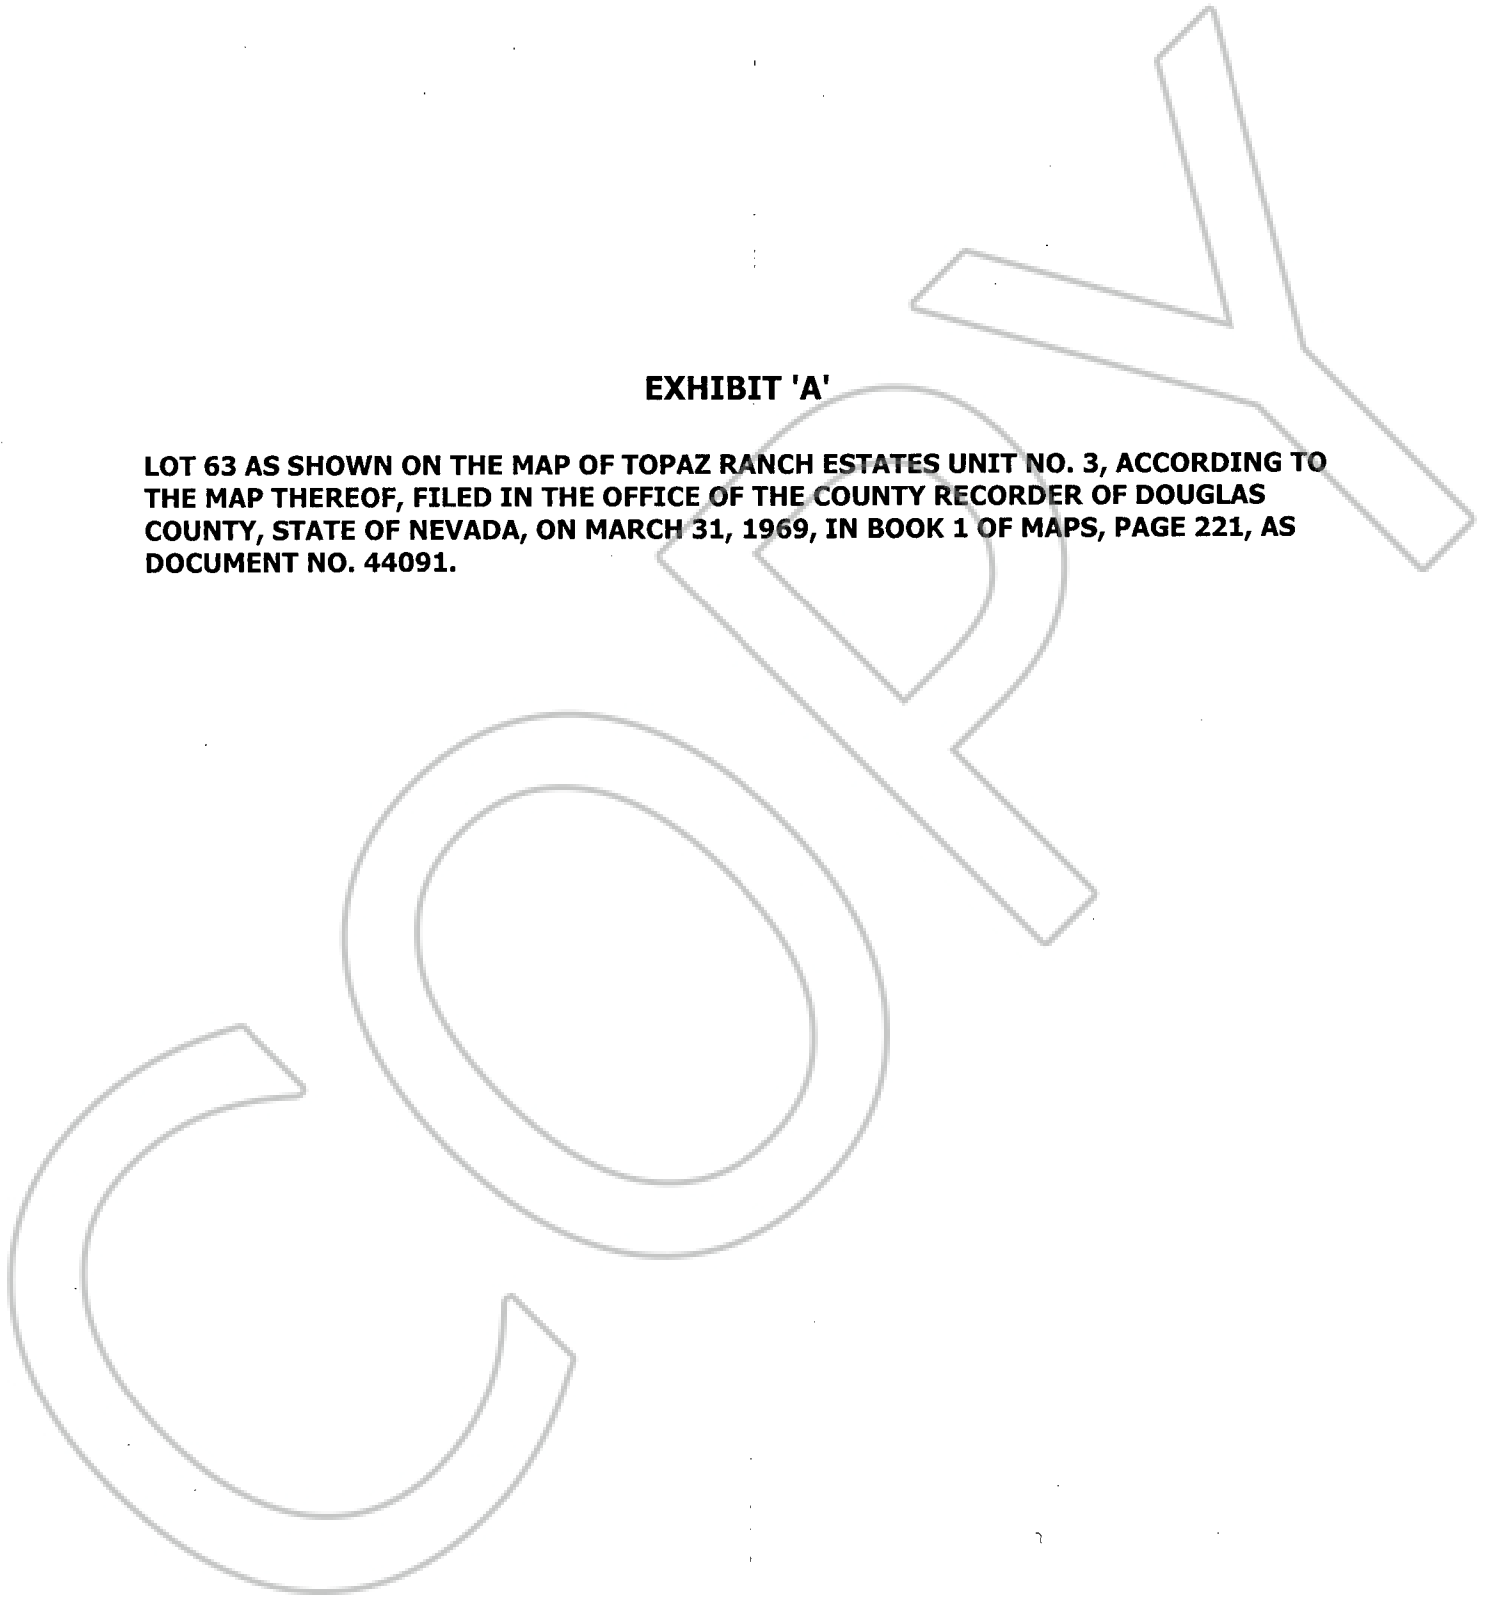 EXHIBIT 'A'
LOT 63 AS SHOWN ON THE MAP OF TOPAZ RANCH ESTATES UNIT NO. 3, ACCORDING TO
THE MAP THEREOF, FILED IN THE OFFICE OF THE COUNTY RECORDER OF DOUGLAS
COUNTY, STATE OF NEVADA, ON MARCH 31, 1969, IN BOOK 1 OF MAPS, PAGE 221, AS
DOCUMENT NO. 44091.
COPY